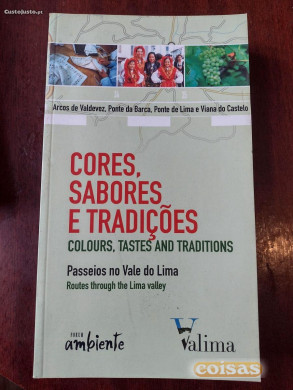 CustoJusto.pt
Arcos de Valdevez, Ponte da Barca, Ponte de Lima e Viana do Castelo
CORES,
SABORES
E TRADIÇÕES
COLOURS, TASTES AND TRADITIONS
Passeios no Vale do Lima
Routes through the Lima valley
FORUM
ambiente
Valima
coisas